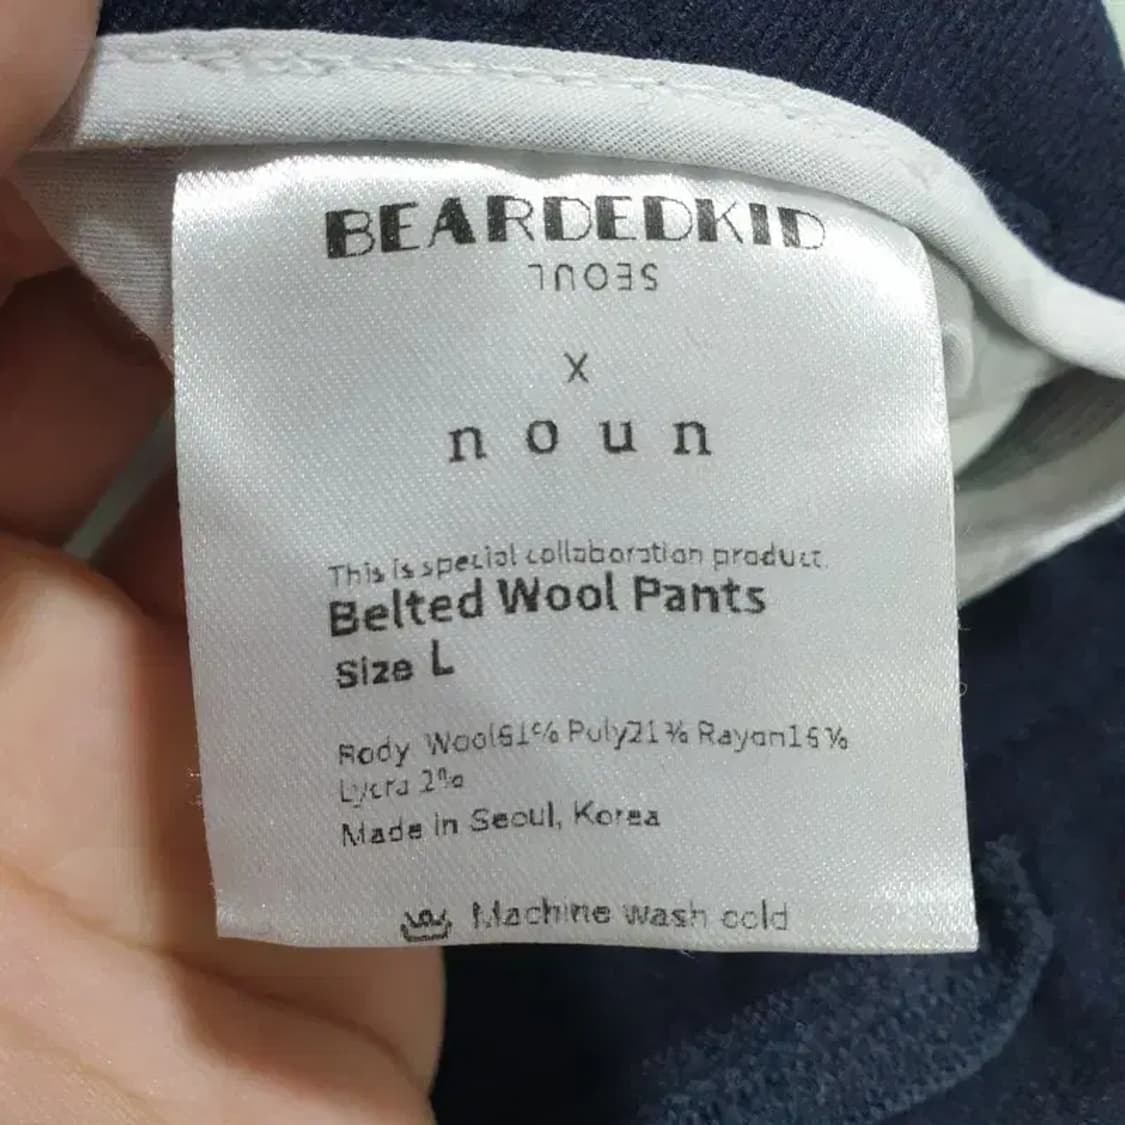 BEARDEDKID
SEOUL
x
noun
This is special collaboration product.
Belted Wool Pants
Size L
Body Wool61% Poly21% Rayon16%
Lycra 2%
Made in Seoul, Korea
Machine wash cold